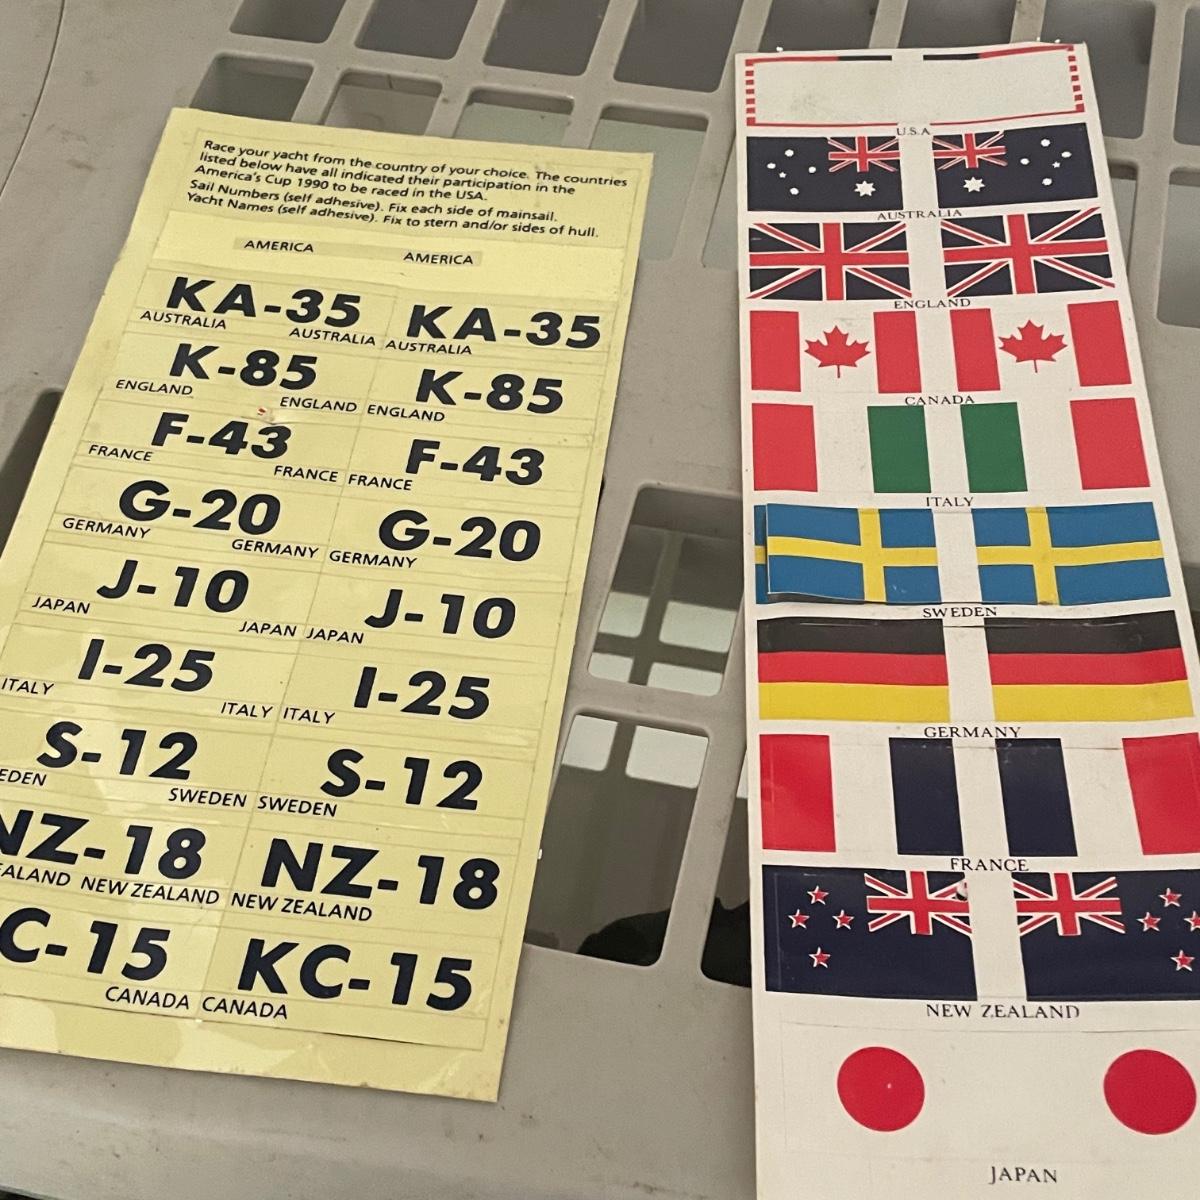 Race your yacht from the country of your choice. The countries
listed below have all indicated their participation in the
America's Cup 1990 to be raced in the USA.
Sail Numbers (self adhesive). Fix each side of mainsail.
Yacht Names (self adhesive). Fix to stern and/or sides of hull.
AMERICA AMERICA
KA-35 KA-35
AUSTRALIA AUSTRALIA AUSTRALIA
K-85 K-85
ENGLAND ENGLAND ENGLAND
F-43 F-43
FRANCE FRANCE FRANCE
G-20 G-20
GERMANY GERMANY GERMANY
J-10 J-10
JAPAN JAPAN JAPAN
I-25 I-25
ITALY ITALY ITALY
S-12 S-12
EDEN SWEDEN SWEDEN
NZ-18 NZ-18
EALAND NEW ZEALAND NEW ZEALAND
C-15 KC-15
CANADA CANADA
U.S.A.
AUSTRALIA
ENGLAND
CANADA
ITALY
SWEDEN
GERMANY
FRANCE
NEW ZEALAND
JAPAN